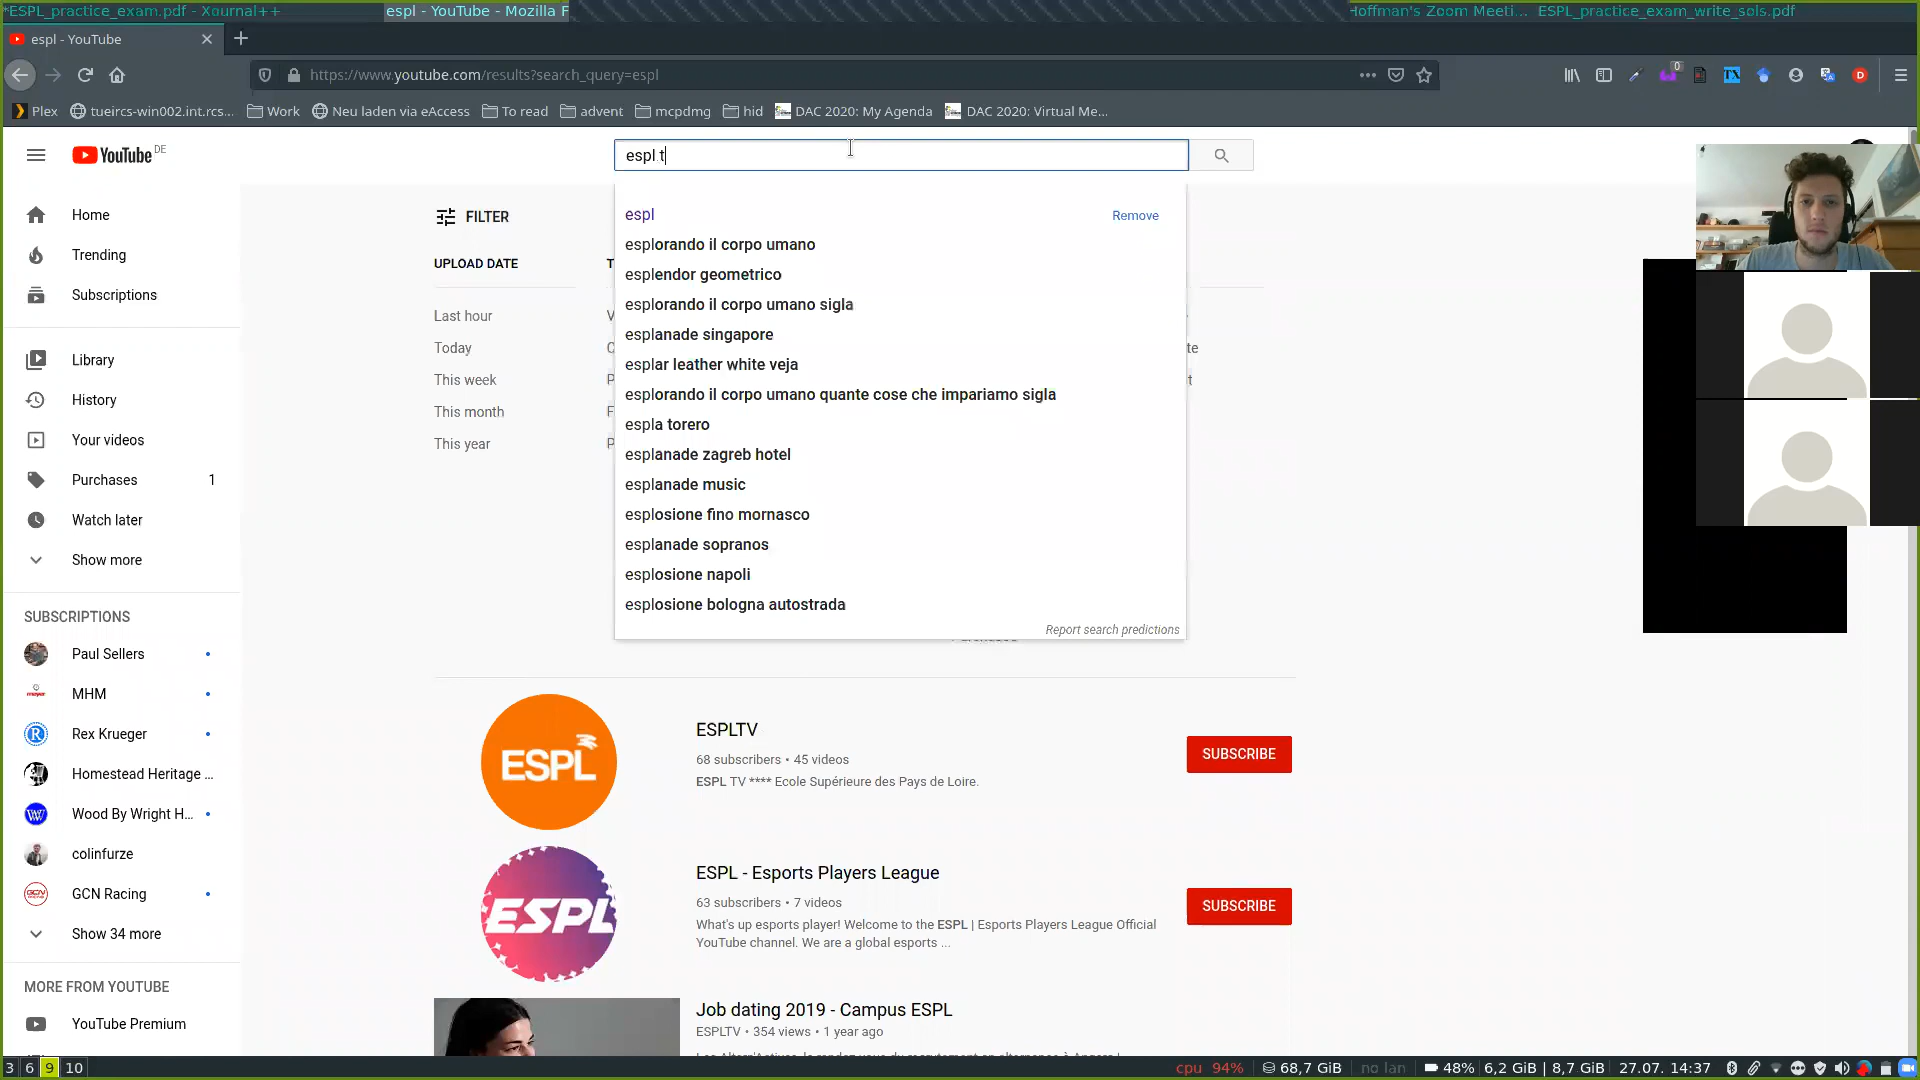 *ESPL_practice_exam.pdf - Xournal++
espl - YouTube - Mozilla F
Hoffman's Zoom Meeti...
ESPL_practice_exam_write_sols.pdf
espl - YouTube
https://www.youtube.com/results?search_query=espl
0
Plex
tueircs-win002.int.rcs...
Work
Neu laden via eAccess
To read
advent
mcpdmg
hid
DAC 2020: My Agenda
DAC 2020: Virtual Me...
YouTube DE
espl t
Home
Trending
Subscriptions
Library
History
Your videos
Purchases 1
Watch later
Show more
SUBSCRIPTIONS
Paul Sellers
MHM
Rex Krueger
Homestead Heritage ...
Wood By Wright H...
colinfurze
GCN Racing
Show 34 more
MORE FROM YOUTUBE
YouTube Premium
FILTER
UPLOAD DATE
Last hour
Today
This week
This month
This year
espl
Remove
esplorando il corpo umano
esplendor geometrico
esplorando il corpo umano sigla
esplanade singapore
esplar leather white veja
esplorando il corpo umano quante cose che impariamo sigla
espla torero
esplanade zagreb hotel
esplanade music
esplosione fino mornasco
esplanade sopranos
esplosione napoli
esplosione bologna autostrada
Report search predictions
ESPL
ESPLTV
68 subscribers • 45 videos
ESPL TV **** Ecole Supérieure des Pays de Loire.
SUBSCRIBE
ESPL
ESPL - Esports Players League
63 subscribers • 7 videos
What's up esports player! Welcome to the ESPL | Esports Players League Official
YouTube channel. We are a global esports ...
SUBSCRIBE
Job dating 2019 - Campus ESPL
ESPLTV • 354 views • 1 year ago
3 6 9 10
cpu 94%
68,7 GiB
no lan
48%
6,2 GiB | 8,7 GiB
27.07. 14:37